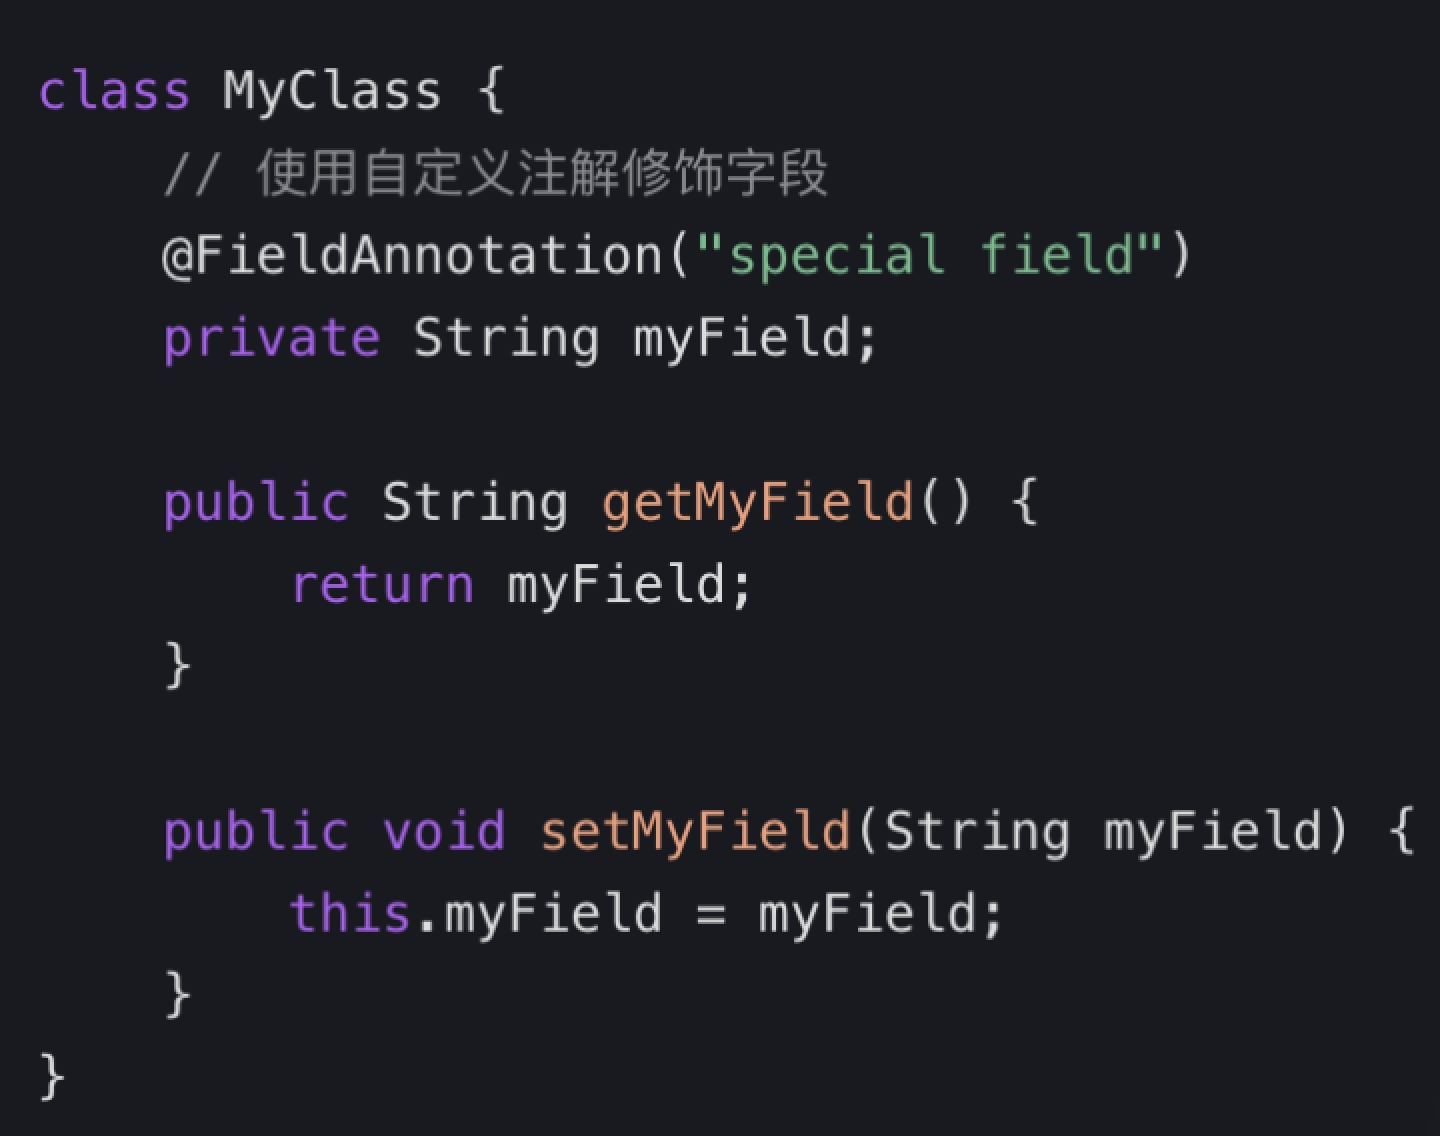 class MyClass {
    // 使用自定义注解修饰字段
    @FieldAnnotation("special field")
    private String myField;

    public String getMyField() {
        return myField;
    }

    public void setMyField(String myField) {
        this.myField = myField;
    }
}